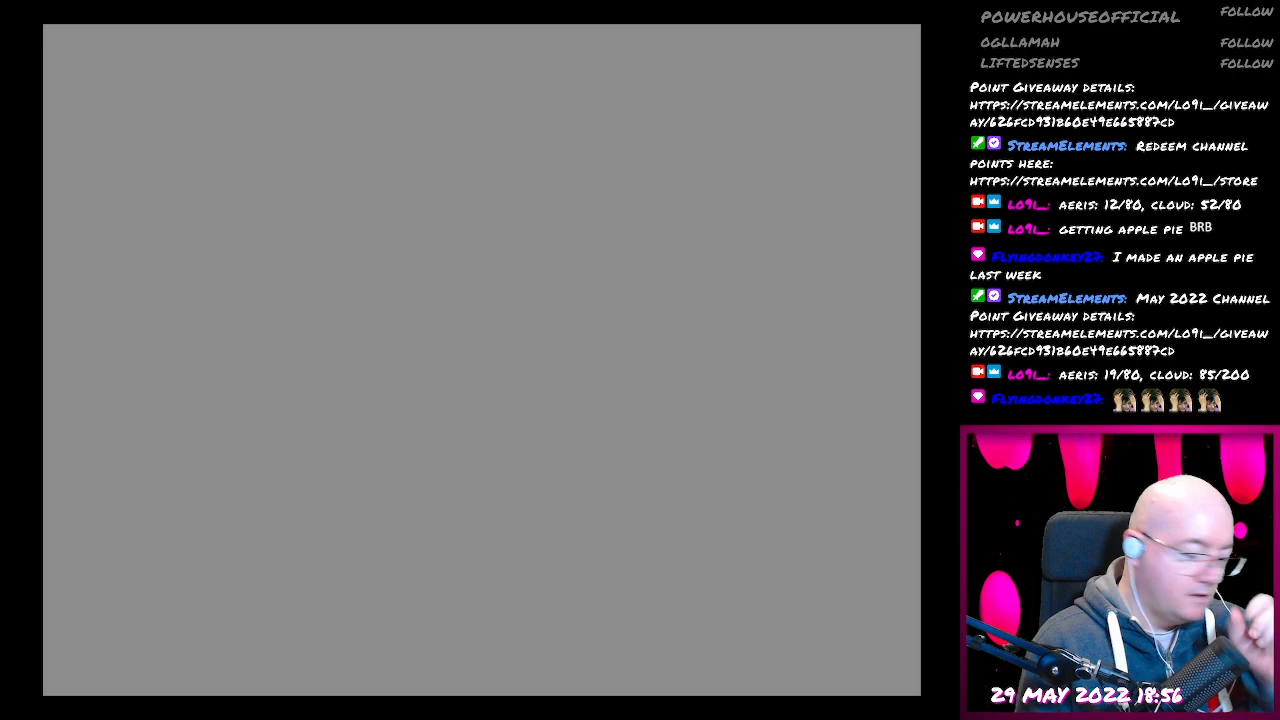 POWERHOUSEOFFICIAL FOLLOW
OGLLAMAH FOLLOW
LIFTEDSENSES FOLLOW
POINT GIVEAWAY DETAILS:
HTTPS://STREAMELEMENTS.COM/LO9I_/GIVEAW
AY/626FCD931B60E49E665887CD
STREAMELEMENTS: REDEEM CHANNEL
POINTS HERE:
HTTPS://STREAMELEMENTS.COM/LO9I_/STORE
LO9I_: AERIS: 12/80, CLOUD: 52/80
LO9I_: GETTING APPLE PIE BRB
FLYINGDONKEY27: I MADE AN APPLE PIE
LAST WEEK
STREAMELEMENTS: MAY 2022 CHANNEL
POINT GIVEAWAY DETAILS:
HTTPS://STREAMELEMENTS.COM/LO9I_/GIVEAW
AY/626FCD931B60E49E665887CD
LO9I_: AERIS: 19/80, CLOUD: 85/200
FLYINGDONKEY27:
29 MAY 2022 18:56